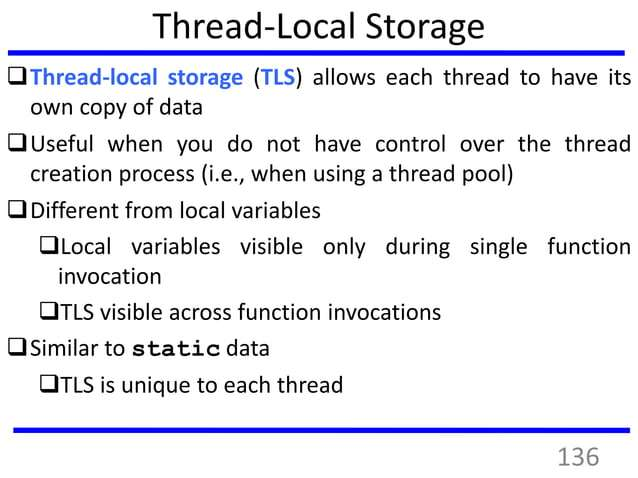 Thread-Local Storage
❑Thread-local storage (TLS) allows each thread to have its
own copy of data
❑Useful when you do not have control over the thread
creation process (i.e., when using a thread pool)
❑Different from local variables
❑Local variables visible only during single function
invocation
❑TLS visible across function invocations
❑Similar to static data
❑TLS is unique to each thread
136